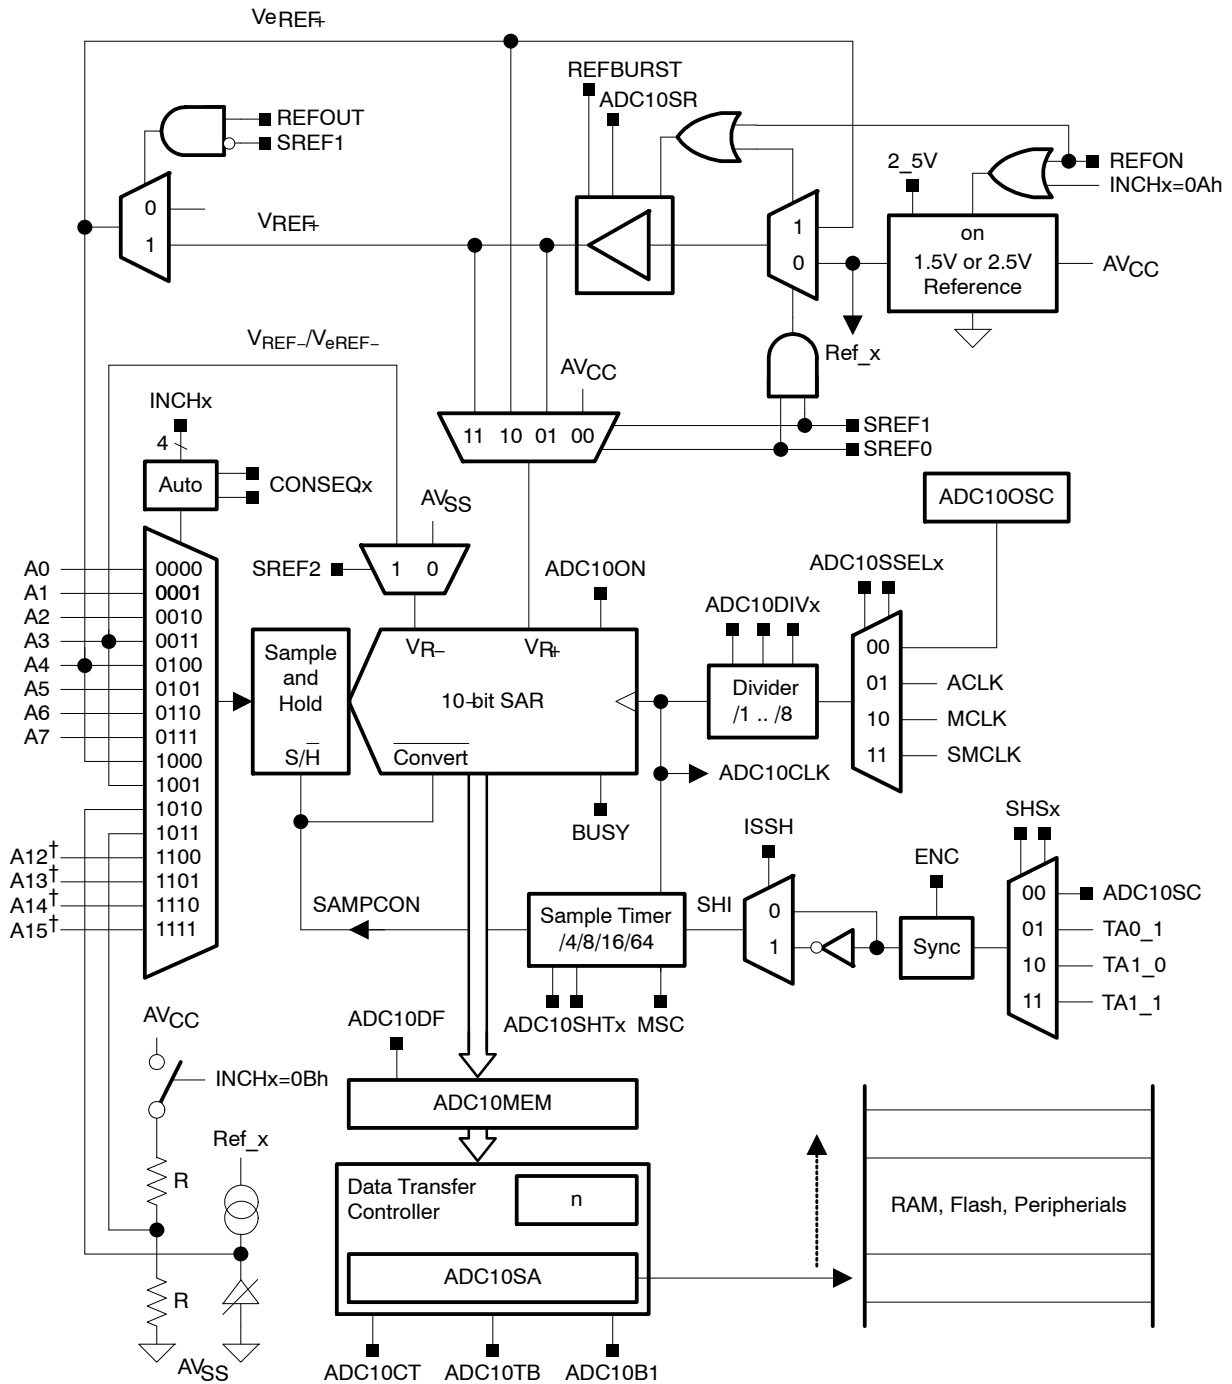 VeREF+
REFBURST
ADC10SR
REFOUT
SREF1
2_5V
REFON
INCHx=0Ah
0
1
VREF+
1
0
on
1.5V or 2.5V
Reference
AVCC
Ref_x
VREF−/VeREF−
AVCC
INCHx
4
11 10 01 00
SREF1
SREF0
Auto
CONSEQx
AVSS
ADC10OSC
SREF2
1 0
ADC10ON
ADC10SSELx
ADC10DIVx
A0 0000
A1 0001
A2 0010
A3 0011
A4 0100
A5 0101
A6 0110
A7 0111
1000
1001
1010
1011
A12† 1100
A13† 1101
A14† 1110
A15† 1111
Sample
and
Hold
S/H̅
VR−
VR+
10−bit SAR
C̅o̅n̅v̅e̅r̅t̅
Divider
/1 .. /8
00
01 ACLK
10 MCLK
11 SMCLK
ADC10CLK
BUSY
ISSH
SHSx
ENC
SAMPCON
Sample Timer
/4/8/16/64
SHI
0
1
Sync
00 ADC10SC
01 TA0_1
10 TA1_0
11 TA1_1
ADC10SHTx
MSC
AVCC
ADC10DF
INCHx=0Bh
ADC10MEM
Ref_x
R
Data Transfer
Controller
n
RAM, Flash, Peripherials
ADC10SA
R
AVSS
ADC10CT
ADC10TB
ADC10B1